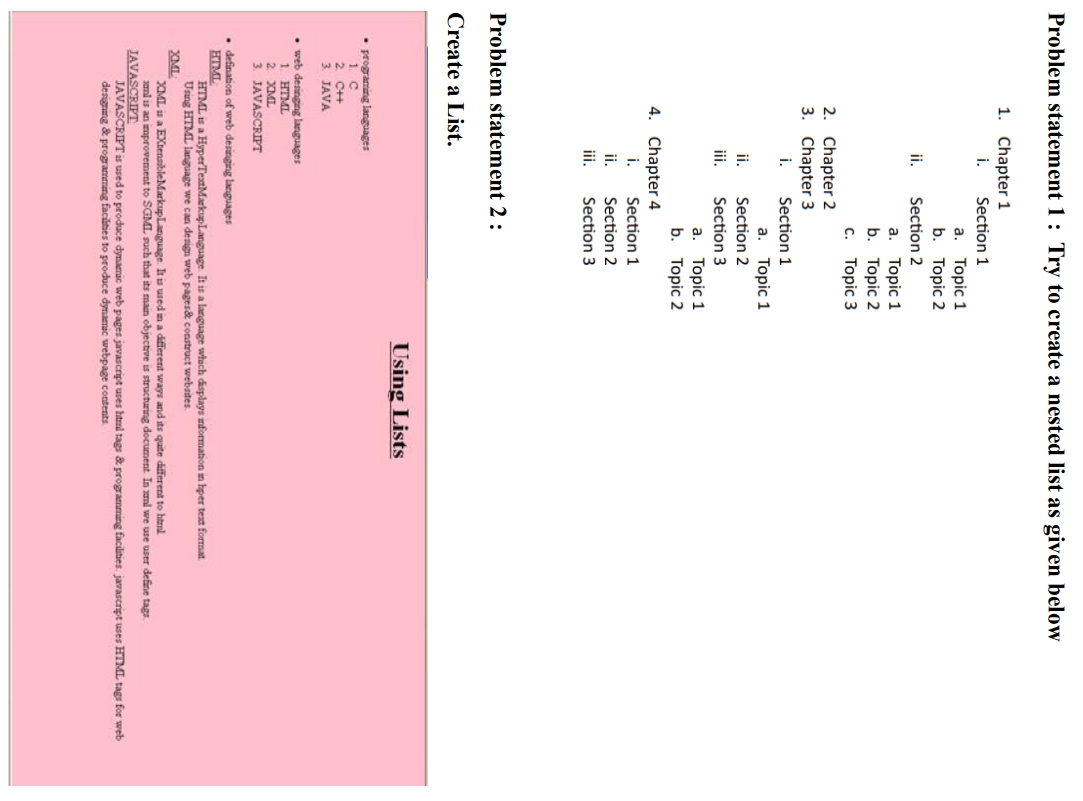 Problem statement 1 : Try to create a nested list as given below
1. Chapter 1
i. Section 1
a. Topic 1
b. Topic 2
ii. Section 2
a. Topic 1
b. Topic 2
c. Topic 3
2. Chapter 2
3. Chapter 3
i. Section 1
a. Topic 1
ii. Section 2
iii. Section 3
a. Topic 1
b. Topic 2
4. Chapter 4
i. Section 1
ii. Section 2
iii. Section 3
Problem statement 2 :
Create a List.
Using Lists
• programing languages
1. C
2. C++
3. JAVA
• web desinging languages
1. HTML
2. XML
3. JAVASCRIPT
• defination of web desinging languages
HTML:
HTML is a HyperTextMarkupLanguage. It is a language which displays information in hper text format.
Using HTML language we can design web pages& construct websites.
XML:
XML is a EXtensibleMarkupLanguage. It is used in a different ways and its quite different to html.
xml is an improvement to SGML such that its main objective is structuring document. In xml we use user define tags.
JAVASCRIPT:
JAVASCRIPT is used to produce dynamic web pages.javascript uses html tags & programming facilities. javascript uses HTML tags for web
designing & programming facilities to produce dynamic webpage contents.